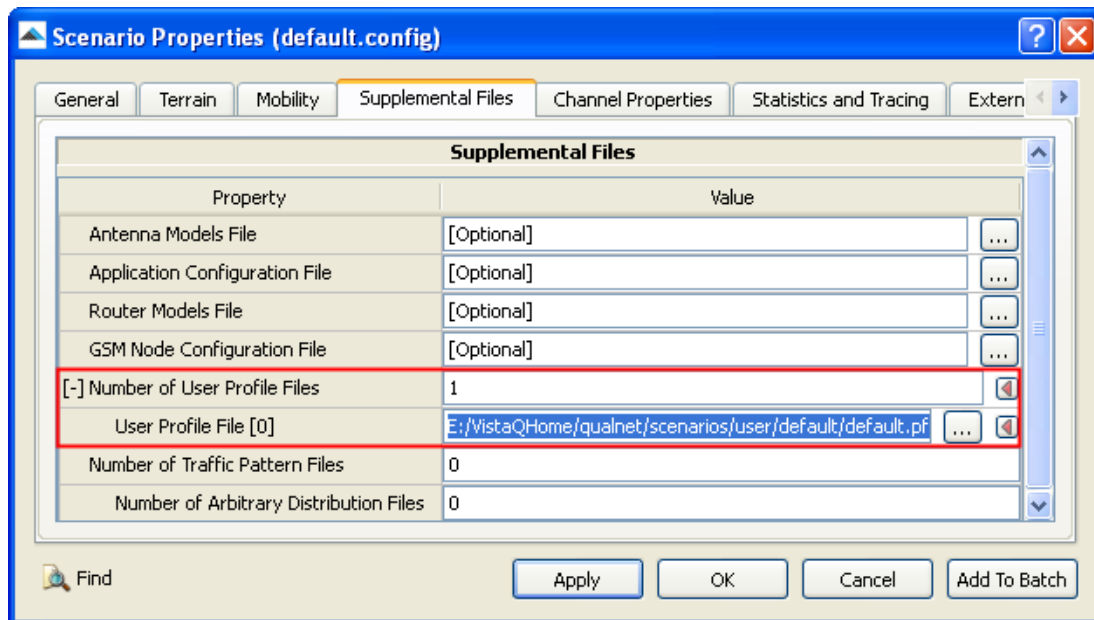 Scenario Properties (default.config)
General Terrain Mobility Supplemental Files Channel Properties Statistics and Tracing Extern
Supplemental Files
Property Value
Antenna Models File [Optional] ...
Application Configuration File [Optional] ...
Router Models File [Optional] ...
GSM Node Configuration File [Optional] ...
[-] Number of User Profile Files 1
User Profile File [0] E:/VistaQHome/qualnet/scenarios/user/default/default.pf ...
Number of Traffic Pattern Files 0
Number of Arbitrary Distribution Files 0
Find Apply OK Cancel Add To Batch